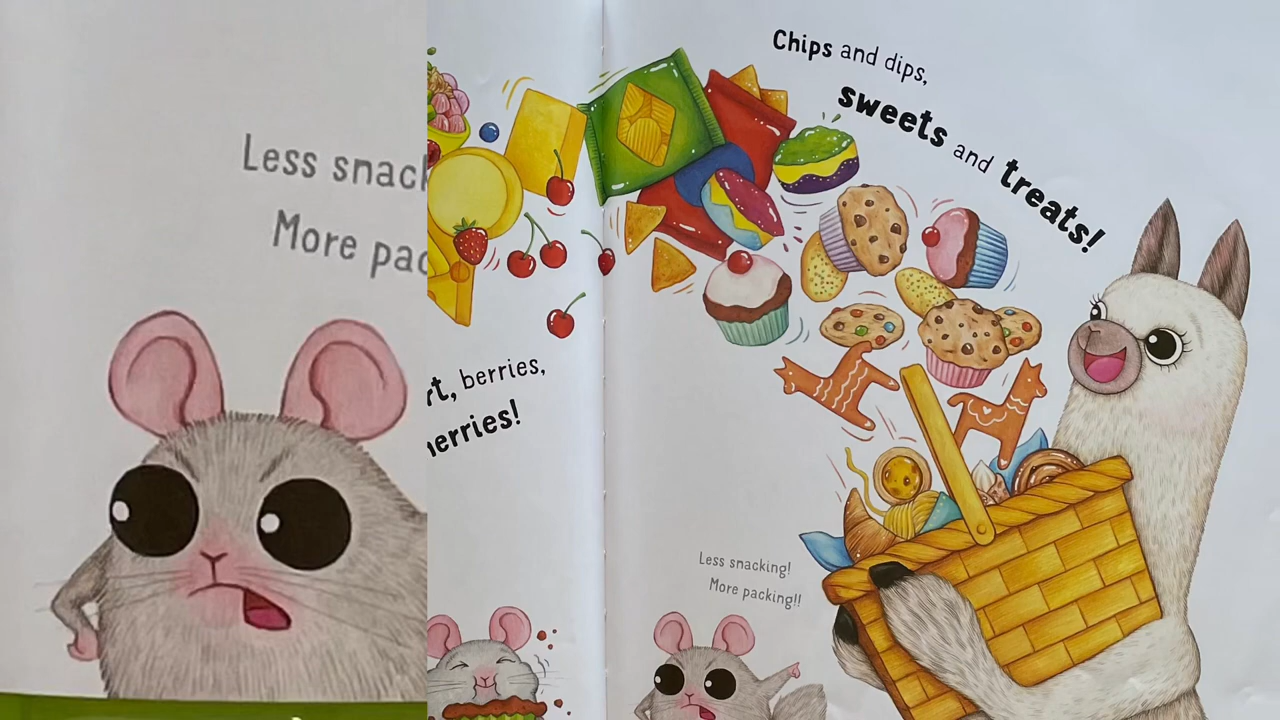 Less snack
More pac
Chips and dips,
sweets and treats!
rt, berries,
erries!
Less snacking!
More packing!!